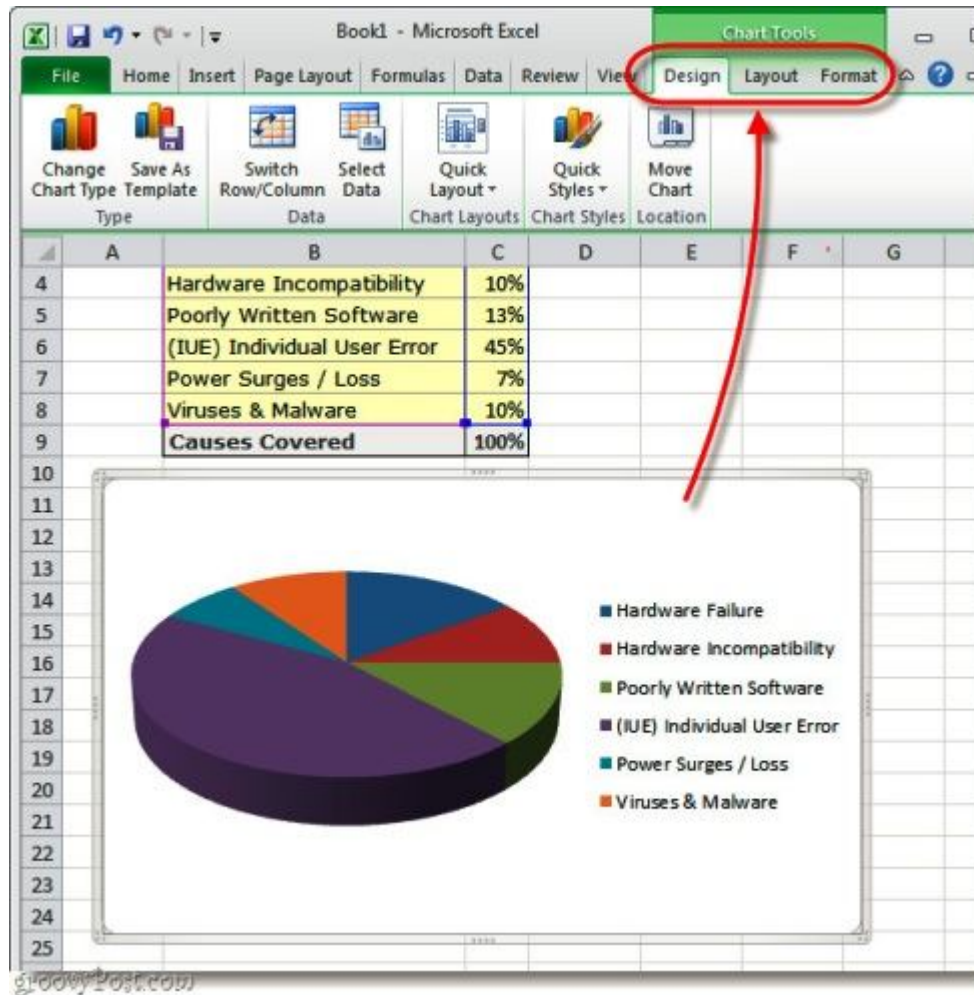 Book1 - Microsoft Excel
Chart Tools
File Home Insert Page Layout Formulas Data Review View Design Layout Format
Change Chart Type
Save As Template
Switch Row/Column
Select Data
Quick Layout
Quick Styles
Move Chart
Type Data Chart Layouts Chart Styles Location
A B C D E F G
4 Hardware Incompatibility 10%
5 Poorly Written Software 13%
6 (IUE) Individual User Error 45%
7 Power Surges / Loss 7%
8 Viruses & Malware 10%
9 Causes Covered 100%
10
11
12
13
14
15
16
17
18
19
20
21
22
23
24
25
Hardware Failure
Hardware Incompatibility
Poorly Written Software
(IUE) Individual User Error
Power Surges / Loss
Viruses & Malware
groovyPost.com